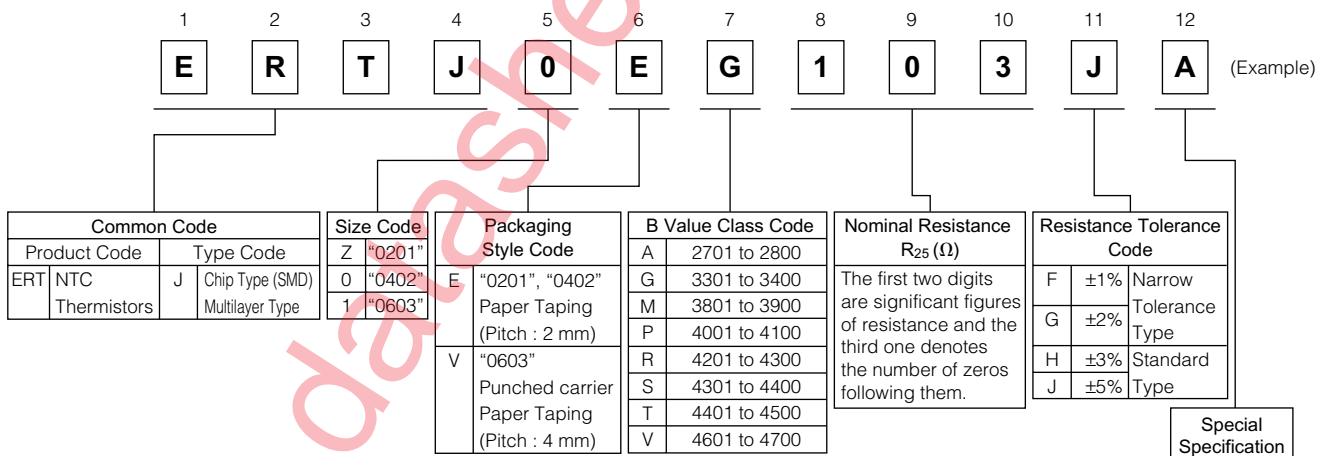 1 2 3 4 5 6 7 8 9 10 11 12
E R T J 0 E G 1 0 3 J A (Example)
Common Code
Product Code Type Code
ERT NTC Thermistors J Chip Type (SMD) Multilayer Type
Size Code
Z "0201"
0 "0402"
1 "0603"
Packaging
Style Code
E "0201", "0402"
Paper Taping
(Pitch : 2 mm)
V "0603"
Punched carrier
Paper Taping
(Pitch : 4 mm)
B Value Class Code
A 2701 to 2800
G 3301 to 3400
M 3801 to 3900
P 4001 to 4100
R 4201 to 4300
S 4301 to 4400
T 4401 to 4500
V 4601 to 4700
Nominal Resistance
R25 (Ω)
The first two digits
are significant figures
of resistance and the
third one denotes
the number of zeros
following them.
Resistance Tolerance
Code
F ±1% Narrow
Tolerance
G ±2%
Type
H ±3% Standard
J ±5% Type
Special
Specification
datashe